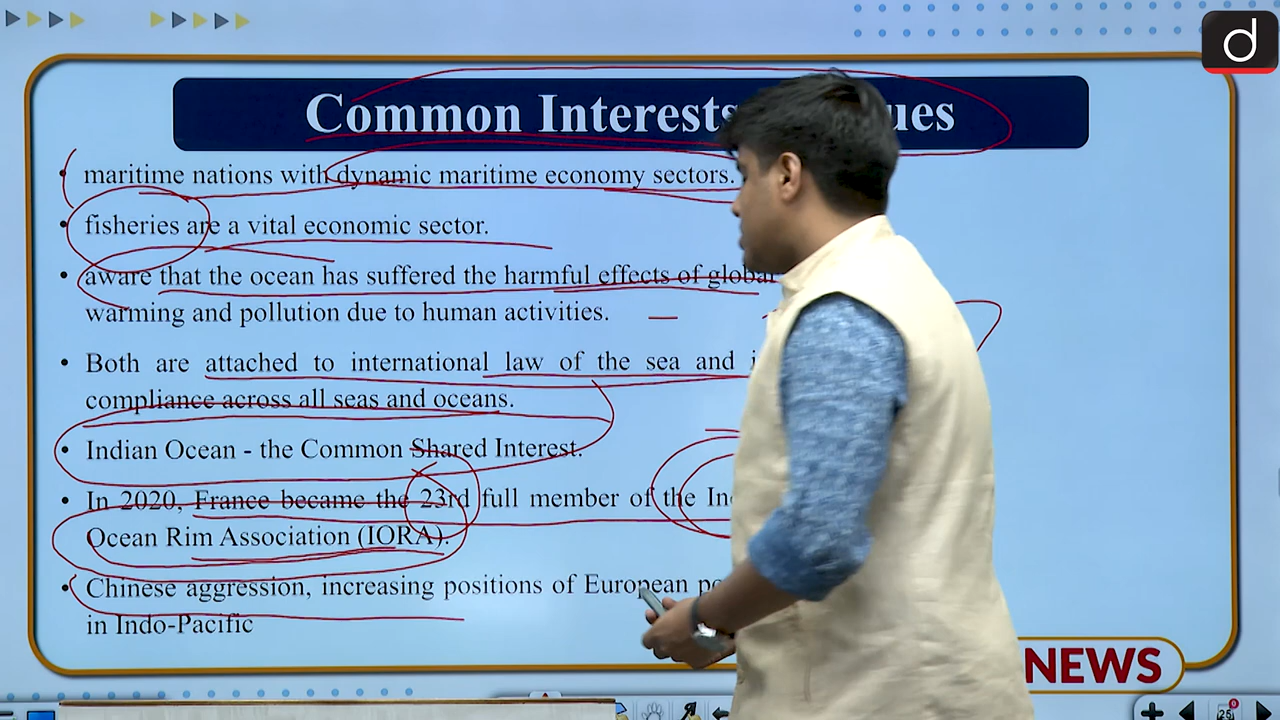 d
Common Interests
maritime nations with dynamic maritime economy sectors.
fisheries are a vital economic sector.
aware that the ocean has suffered the harmful effects of global
warming and pollution due to human activities.
Both are attached to international law of the sea and
compliance across all seas and oceans.
Indian Ocean - the Common Shared Interest.
In 2020, France became the 23rd full member of the
Ocean Rim Association (IORA).
Chinese aggression, increasing positions of European
in Indo-Pacific
NEWS
25